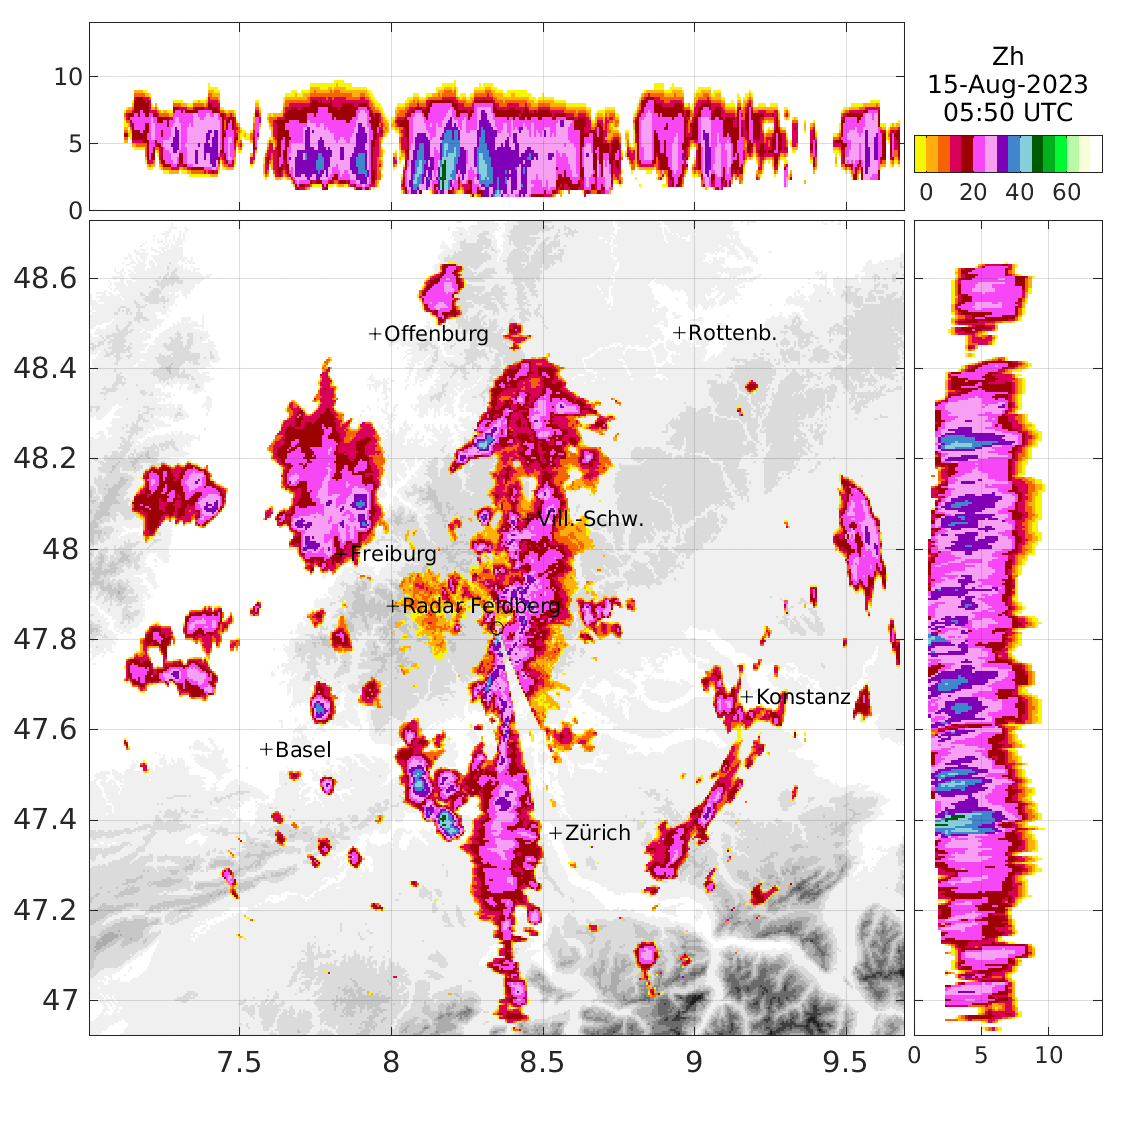 Zh
15-Aug-2023
05:50 UTC
0 20 40 60
10
5
0
48.6
48.4
48.2
48
47.8
47.6
47.4
47.2
47
+Offenburg
+Rottenb.
+Vill.-Schw.
+Freiburg
+Radar Feldberg
+Konstanz
+Basel
+Zürich
7.5 8 8.5 9 9.5
0 5 10